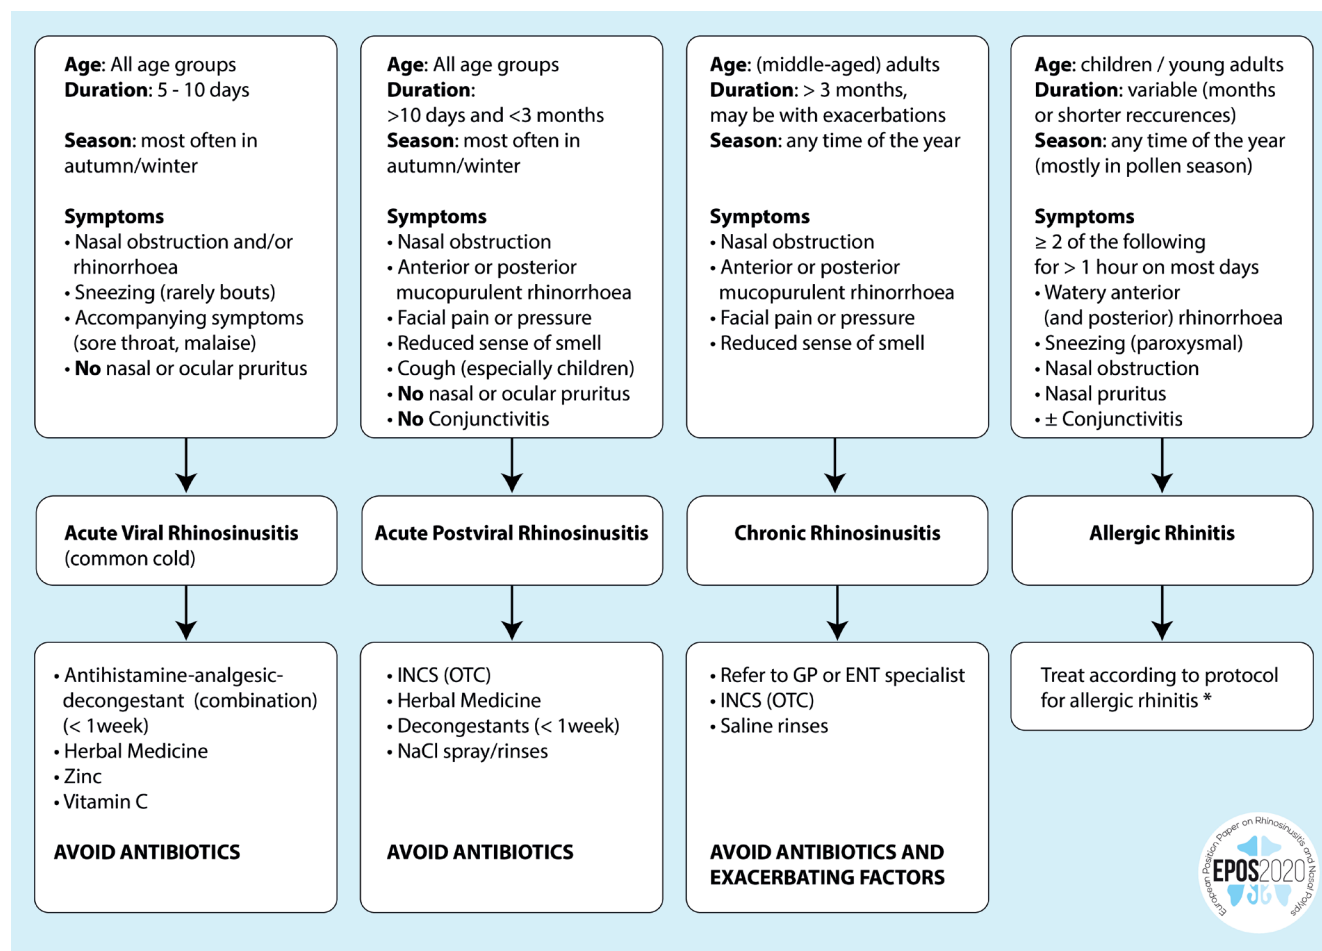 Age: All age groups
Duration: 5 - 10 days
Season: most often in
autumn/winter
Symptoms
• Nasal obstruction and/or
rhinorrhoea
• Sneezing (rarely bouts)
• Accompanying symptoms
(sore throat, malaise)
• No nasal or ocular pruritus
Acute Viral Rhinosinusitis
(common cold)
• Antihistamine-analgesic-
decongestant (combination)
(< 1week)
• Herbal Medicine
• Zinc
• Vitamin C
AVOID ANTIBIOTICS
Age: All age groups
Duration:
>10 days and <3 months
Season: most often in
autumn/winter
Symptoms
• Nasal obstruction
• Anterior or posterior
mucopurulent rhinorrhoea
• Facial pain or pressure
• Reduced sense of smell
• Cough (especially children)
• No nasal or ocular pruritus
• No Conjunctivitis
Acute Postviral Rhinosinusitis
• INCS (OTC)
• Herbal Medicine
• Decongestants (< 1week)
• NaCl spray/rinses
AVOID ANTIBIOTICS
Age: (middle-aged) adults
Duration: > 3 months,
may be with exacerbations
Season: any time of the year
Symptoms
• Nasal obstruction
• Anterior or posterior
mucopurulent rhinorrhoea
• Facial pain or pressure
• Reduced sense of smell
Chronic Rhinosinusitis
• Refer to GP or ENT specialist
• INCS (OTC)
• Saline rinses
AVOID ANTIBIOTICS AND
EXACERBATING FACTORS
Age: children / young adults
Duration: variable (months
or shorter reccurences)
Season: any time of the year
(mostly in pollen season)
Symptoms
≥ 2 of the following
for > 1 hour on most days
• Watery anterior
(and posterior) rhinorrhoea
• Sneezing (paroxysmal)
• Nasal obstruction
• Nasal pruritus
• ± Conjunctivitis
Allergic Rhinitis
Treat according to protocol
for allergic rhinitis *
European Position Paper on Rhinosinusitis and Nasal Polyps
EPOS2020